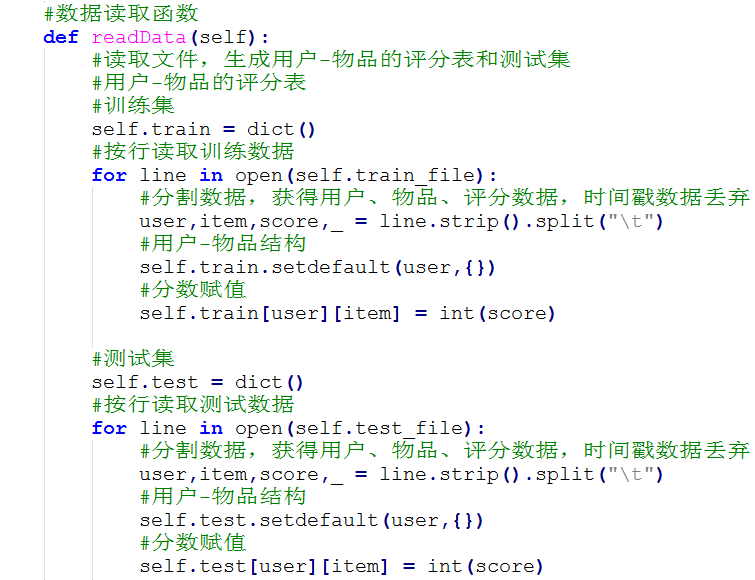 #数据读取函数
def readData(self):
#读取文件，生成用户-物品的评分表和测试集
#用户-物品的评分表
#训练集
self.train = dict()
#按行读取训练数据
for line in open(self.train_file):
#分割数据，获得用户、物品、评分数据，时间戳数据丢弃
user,item,score,_ = line.strip().split("\t")
#用户-物品结构
self.train.setdefault(user,{})
#分数赋值
self.train[user][item] = int(score)
#测试集
self.test = dict()
#按行读取测试数据
for line in open(self.test_file):
#分割数据，获得用户、物品、评分数据，时间戳数据丢弃
user,item,score,_ = line.strip().split("\t")
#用户-物品结构
self.test.setdefault(user,{})
#分数赋值
self.test[user][item] = int(score)